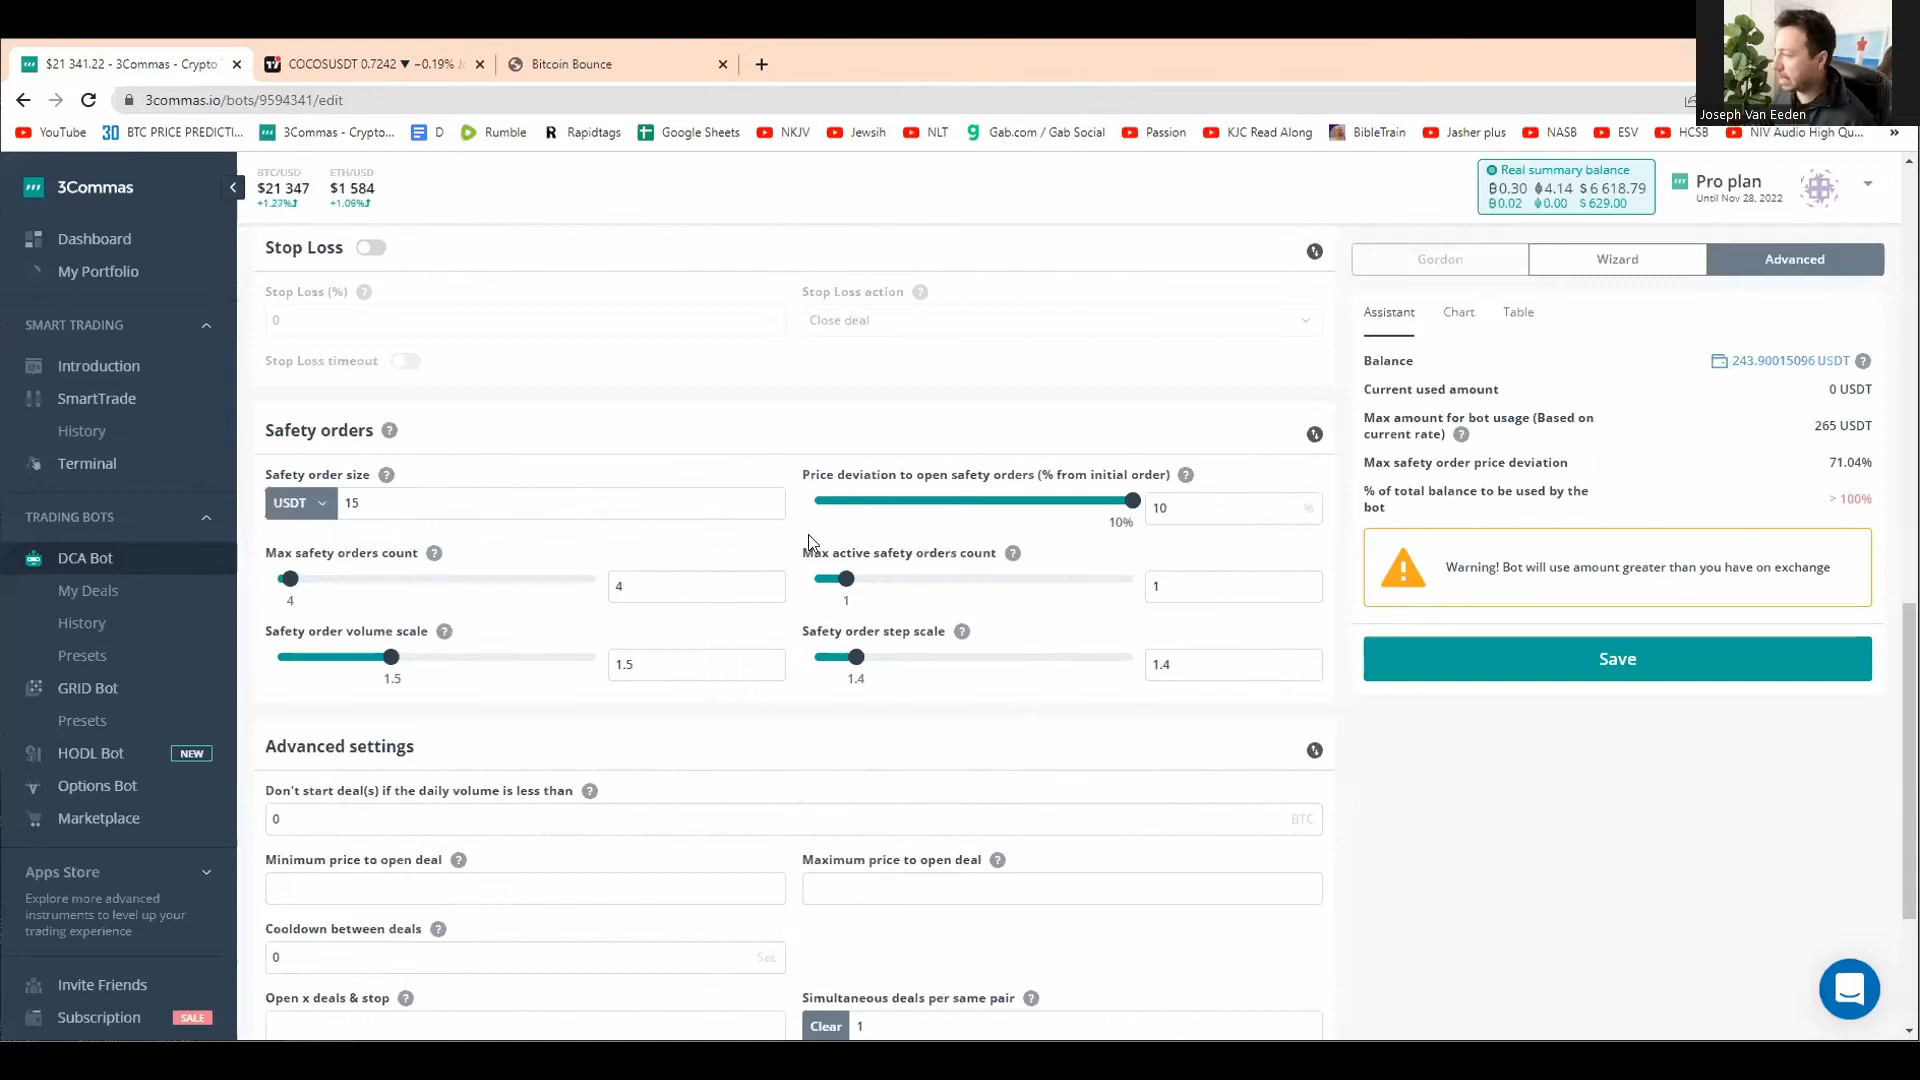 $21 341.22 - 3Commas - Crypto
COCOSUSDT 0.7242 ▼ −0.19%
Bitcoin Bounce
3commas.io/bots/9594341/edit
Joseph Van Eeden
YouTube
BTC PRICE PREDICTI...
3Commas - Crypto...
D
Rumble
Rapidtags
Google Sheets
NKJV
Jewsih
NLT
Gab.com / Gab Social
Passion
KJC Read Along
BibleTrain
Jasher plus
NASB
ESV
HCSB
NIV Audio High Qu...
3Commas
BTC/USD
$21 347
+1.27%
ETH/USD
$1 584
+1.09%
Real summary balance
0.30 4.14 $ 6 618.79
0.02 0.00 $ 629.00
Pro plan
Until Nov 28, 2022
Dashboard
My Portfolio
SMART TRADING
Introduction
SmartTrade
History
Terminal
TRADING BOTS
DCA Bot
My Deals
History
Presets
GRID Bot
Presets
HODL Bot
NEW
Options Bot
Marketplace
Apps Store
Explore more advanced
instruments to level up your
trading experience
Invite Friends
Subscription
SALE
Stop Loss
Stop Loss (%) ?
0
Stop Loss action ?
Close deal
Stop Loss timeout
Safety orders ?
Safety order size ?
USDT
15
Price deviation to open safety orders (% from initial order) ?
10%
10
%
Max safety orders count ?
4
4
Max active safety orders count ?
1
1
Safety order volume scale ?
1.5
1.5
Safety order step scale ?
1.4
1.4
Advanced settings
Don't start deal(s) if the daily volume is less than ?
0
BTC
Minimum price to open deal ?
Maximum price to open deal ?
Cooldown between deals ?
0
Sec
Open x deals & stop ?
Simultaneous deals per same pair ?
Clear
1
Gordon
Wizard
Advanced
Assistant
Chart
Table
Balance
243.90015096 USDT ?
Current used amount
0 USDT
Max amount for bot usage (Based on
current rate) ?
265 USDT
Max safety order price deviation
71.04%
% of total balance to be used by the
bot
> 100%
Warning! Bot will use amount greater than you have on exchange
Save